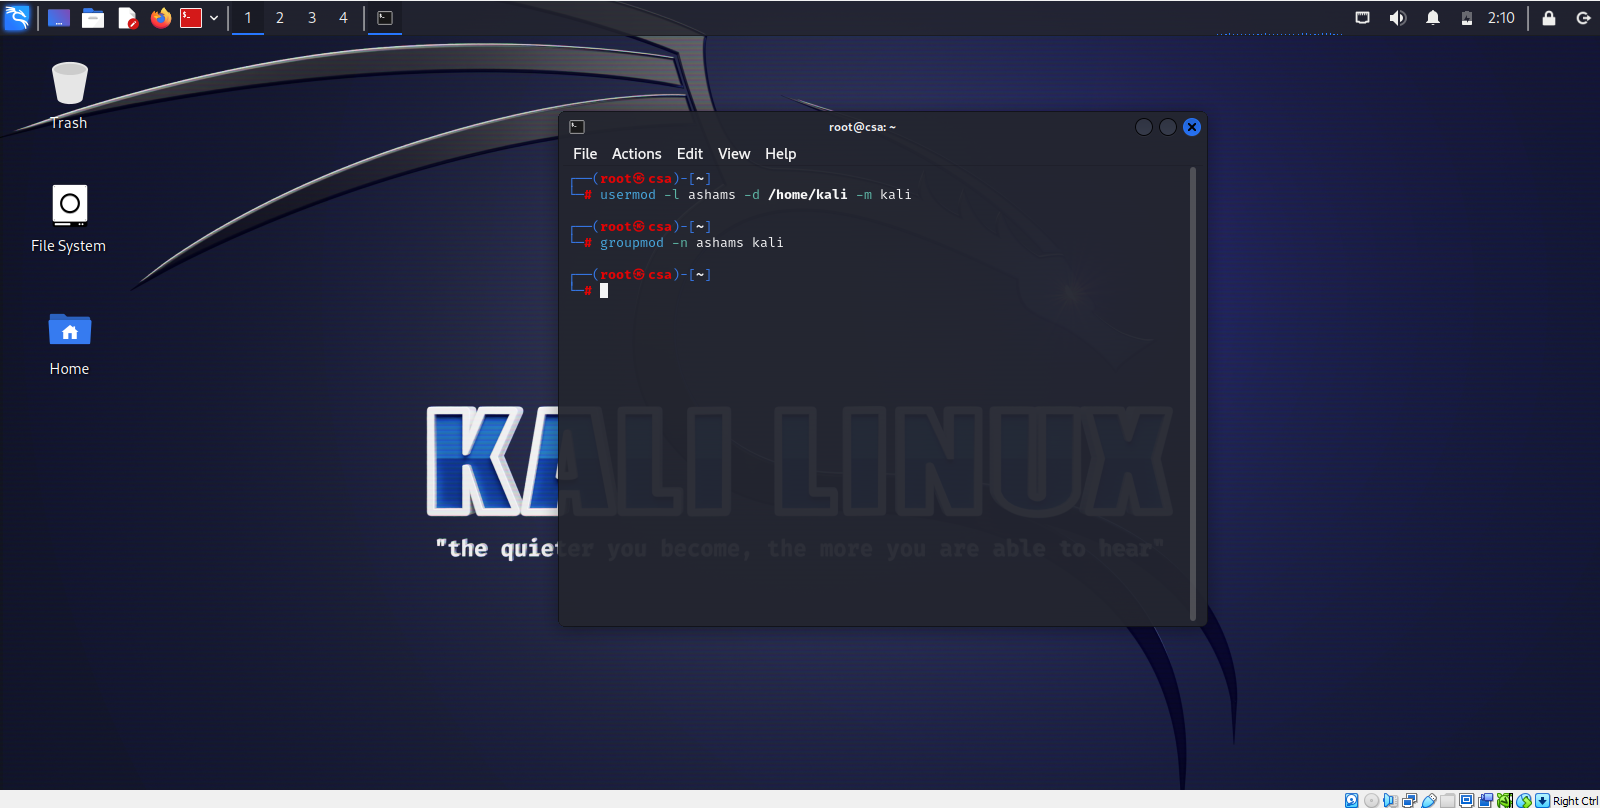 1 2 3 4 2:10
Trash
File System
Home
root@csa: ~
File Actions Edit View Help
┌──(root㉿csa)-[~]
└─# usermod -l ashams -d /home/kali -m kali
┌──(root㉿csa)-[~]
└─# groupmod -n ashams kali
┌──(root㉿csa)-[~]
└─#
KALI LINUX
"the quieter you become, the more you are able to hear"
Right Ctrl